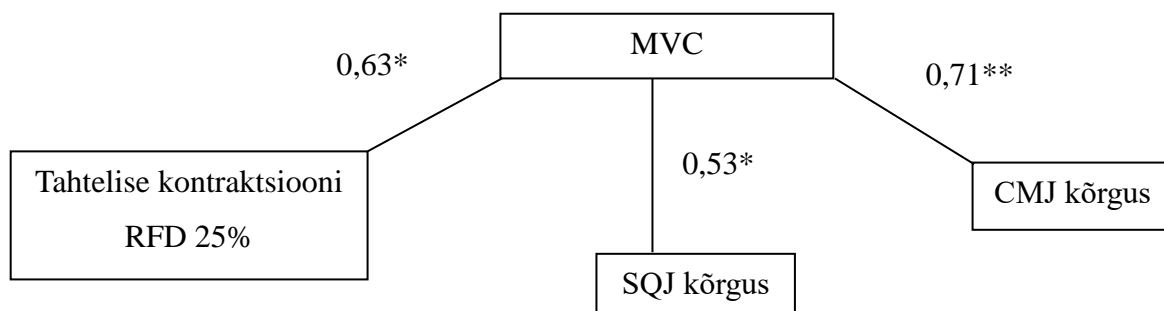 MVC
0,63*
0,71**
Tahtelise kontraktsiooni
RFD 25%
0,53*
CMJ kõrgus
SQJ kõrgus